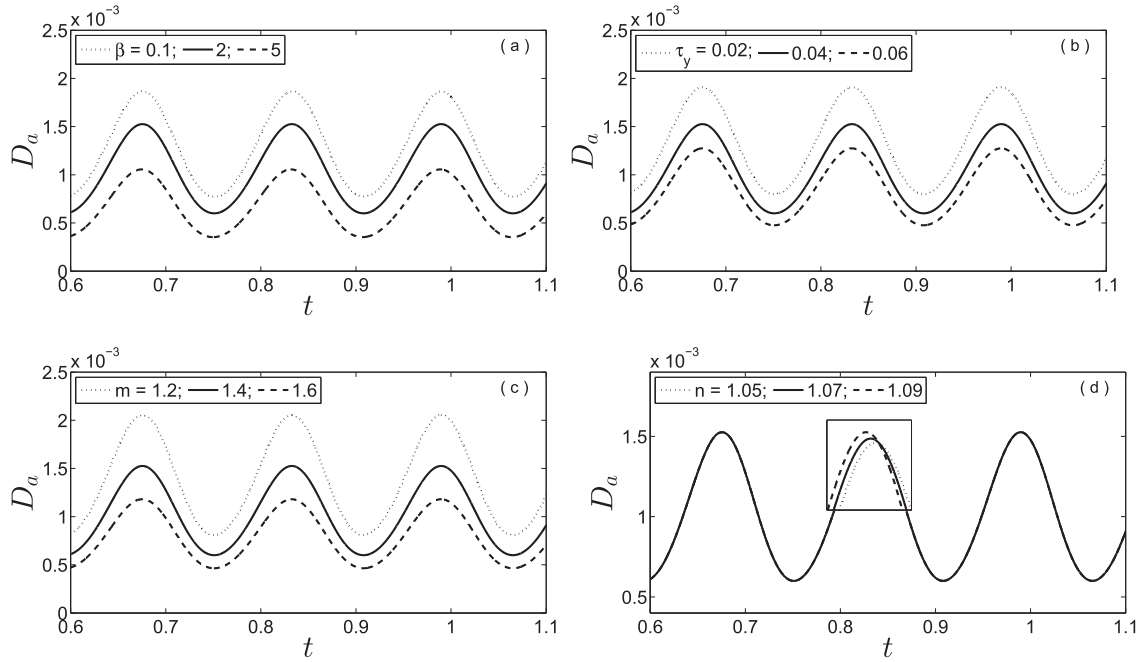 x 10⁻³
2.5
2
1.5
1
0.5
0
0.6 0.7 0.8 0.9 1 1.1
D_a
t
β = 0.1; 2; 5
( a )
x 10⁻³
2.5
2
1.5
1
0.5
0
0.6 0.7 0.8 0.9 1 1.1
D_a
t
τ_y = 0.02; 0.04; 0.06
( b )
x 10⁻³
2.5
2
1.5
1
0.5
0
0.6 0.7 0.8 0.9 1 1.1
D_a
t
m = 1.2; 1.4; 1.6
( c )
x 10⁻³
1.5
1
0.5
0.6 0.7 0.8 0.9 1 1.1
D_a
t
n = 1.05; 1.07; 1.09
( d )